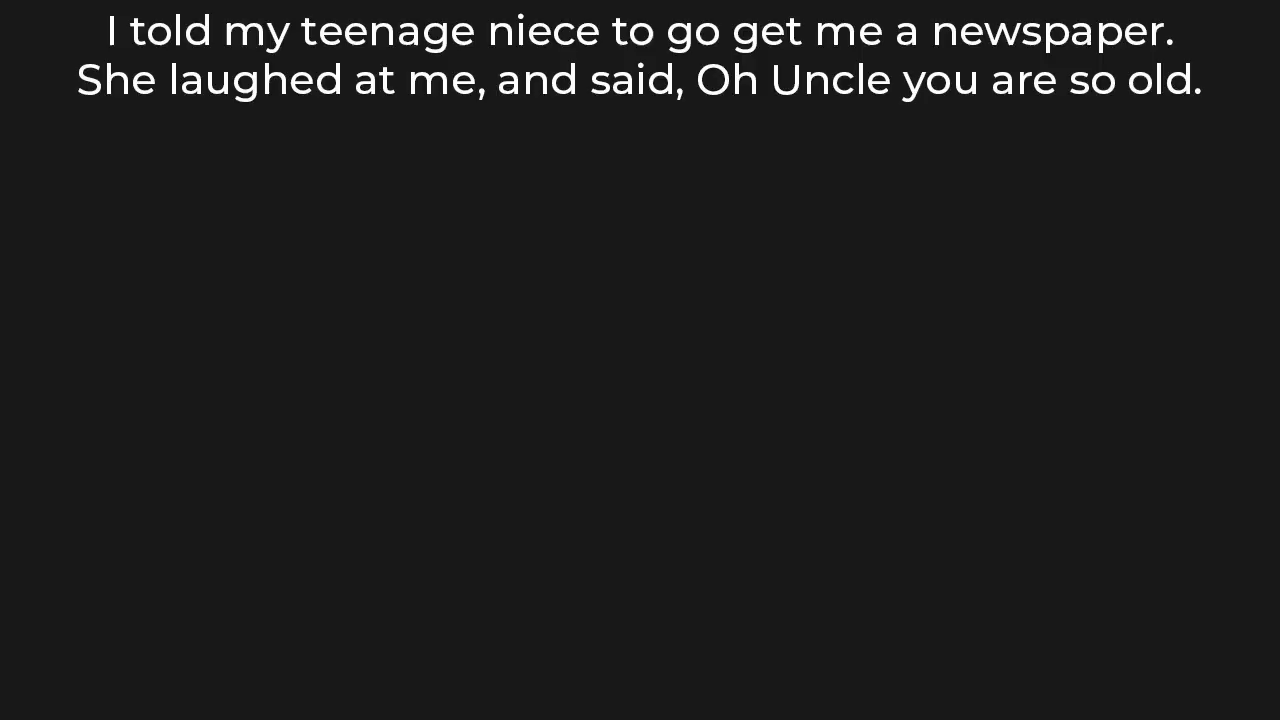 I told my teenage niece to go get me a newspaper.
She laughed at me, and said, Oh Uncle you are so old.